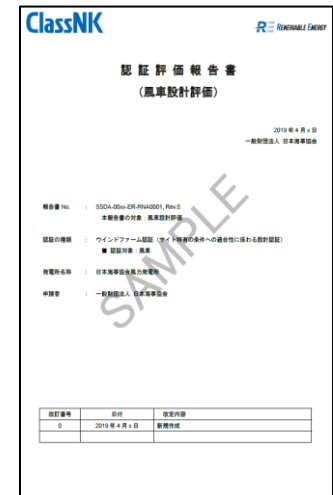 ClassNK
RENEWABLE ENERGY
認証評価報告書
(風車設計評価)
2019年4月x日
一般財団法人 日本海事協会
報告書 No. : SSDA-00xx-ER-RNA0001, Rev.0
本報告書の対象:風車設計評価
認証の種類 : ウインドファーム認証(サイト特有の条件への適合性に係わる設計認証)
■ 認証対象:風車
発電所名称 : 日本海事協会風力発電所
申請者 : 一般財団法人 日本海事協会
SAMPLE
改訂番号 日付 改定内容
0 2019年4月x日 新規作成